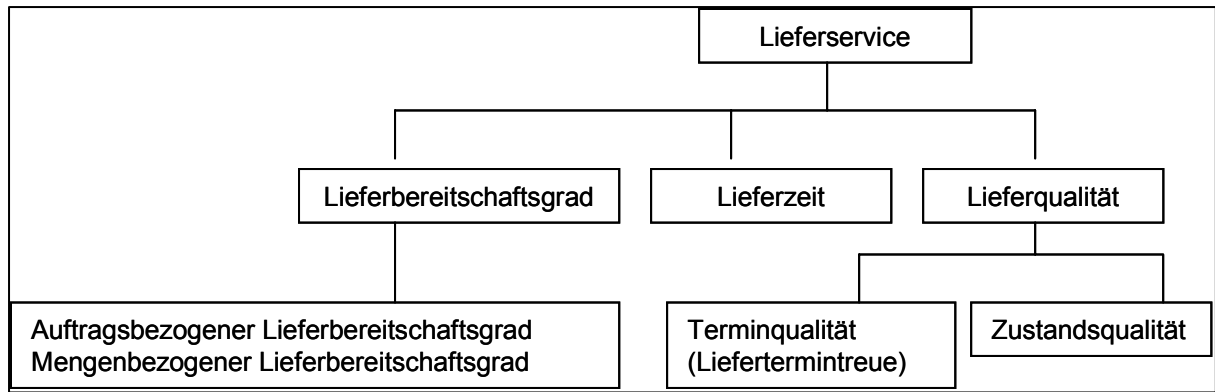 Lieferservice
Lieferbereitschaftsgrad
Lieferzeit
Lieferqualität
Auftragsbezogener Lieferbereitschaftsgrad
Mengenbezogener Lieferbereitschaftsgrad
Terminqualität
(Liefertermintreue)
Zustandsqualität